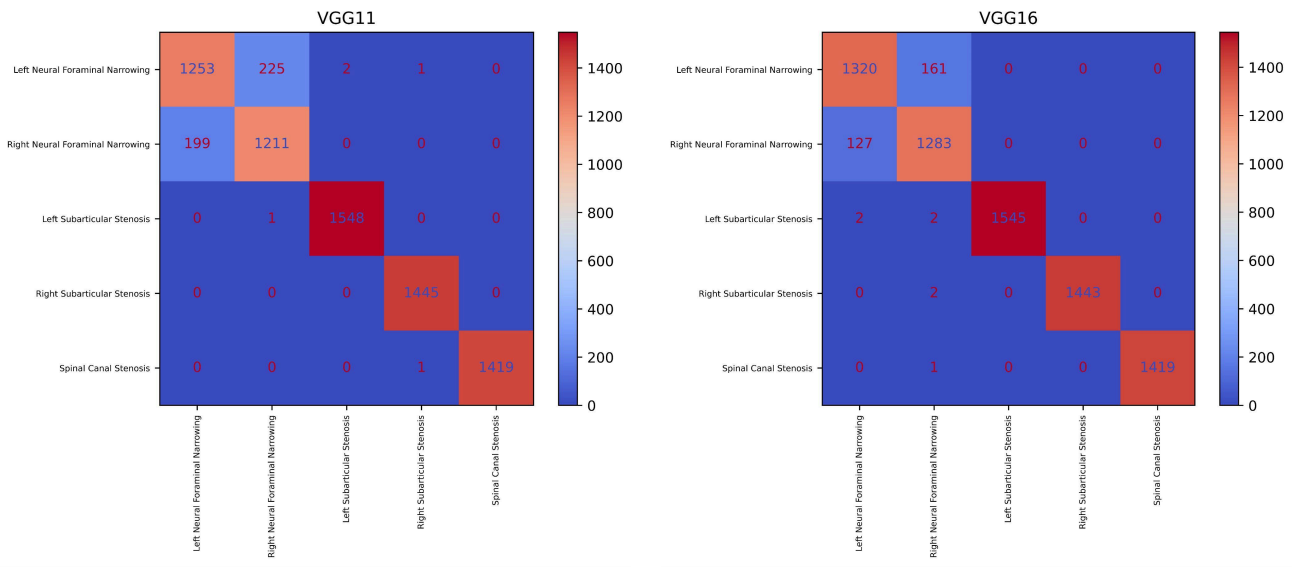 VGG11
Left Neural Foraminal Narrowing 1253 225 2 1 0
Right Neural Foraminal Narrowing 199 1211 0 0 0
Left Subarticular Stenosis 0 1 1548 0 0
Right Subarticular Stenosis 0 0 0 1445 0
Spinal Canal Stenosis 0 0 0 1 1419
Left Neural Foraminal Narrowing
Right Neural Foraminal Narrowing
Left Subarticular Stenosis
Right Subarticular Stenosis
Spinal Canal Stenosis
1400
1200
1000
800
600
400
200
0
VGG16
Left Neural Foraminal Narrowing 1320 161 0 0 0
Right Neural Foraminal Narrowing 127 1283 0 0 0
Left Subarticular Stenosis 2 2 1545 0 0
Right Subarticular Stenosis 0 2 0 1443 0
Spinal Canal Stenosis 0 1 0 0 1419
Left Neural Foraminal Narrowing
Right Neural Foraminal Narrowing
Left Subarticular Stenosis
Right Subarticular Stenosis
Spinal Canal Stenosis
1400
1200
1000
800
600
400
200
0